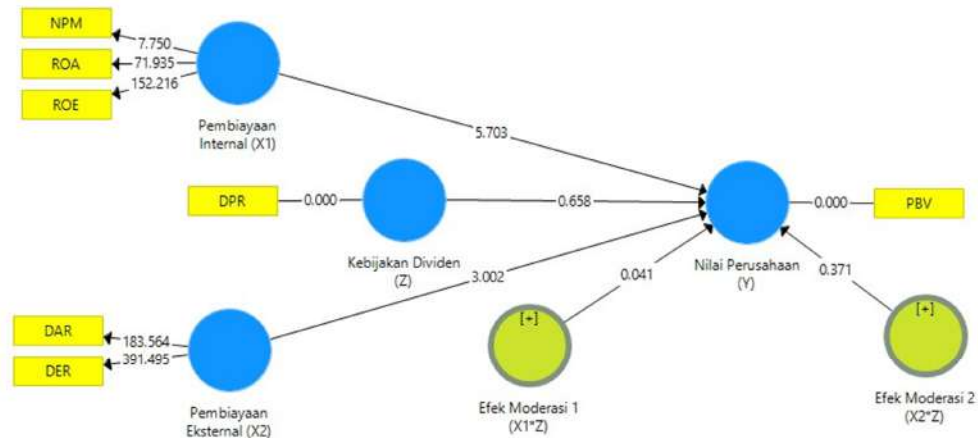 NPM
7.750
ROA
71.935
ROE
152.216
Pembiayaan
Internal (X1)
5.703
DPR
0.000
Kebijakan Dividen
(Z)
0.658
Nilai Perusahaan
(Y)
0.000
PBV
3.002
0.041
0.371
DAR
183.564
DER
391.495
Pembiayaan
Eksternal (X2)
[+]
Efek Moderasi 1
(X1*Z)
[+]
Efek Moderasi 2
(X2*Z)